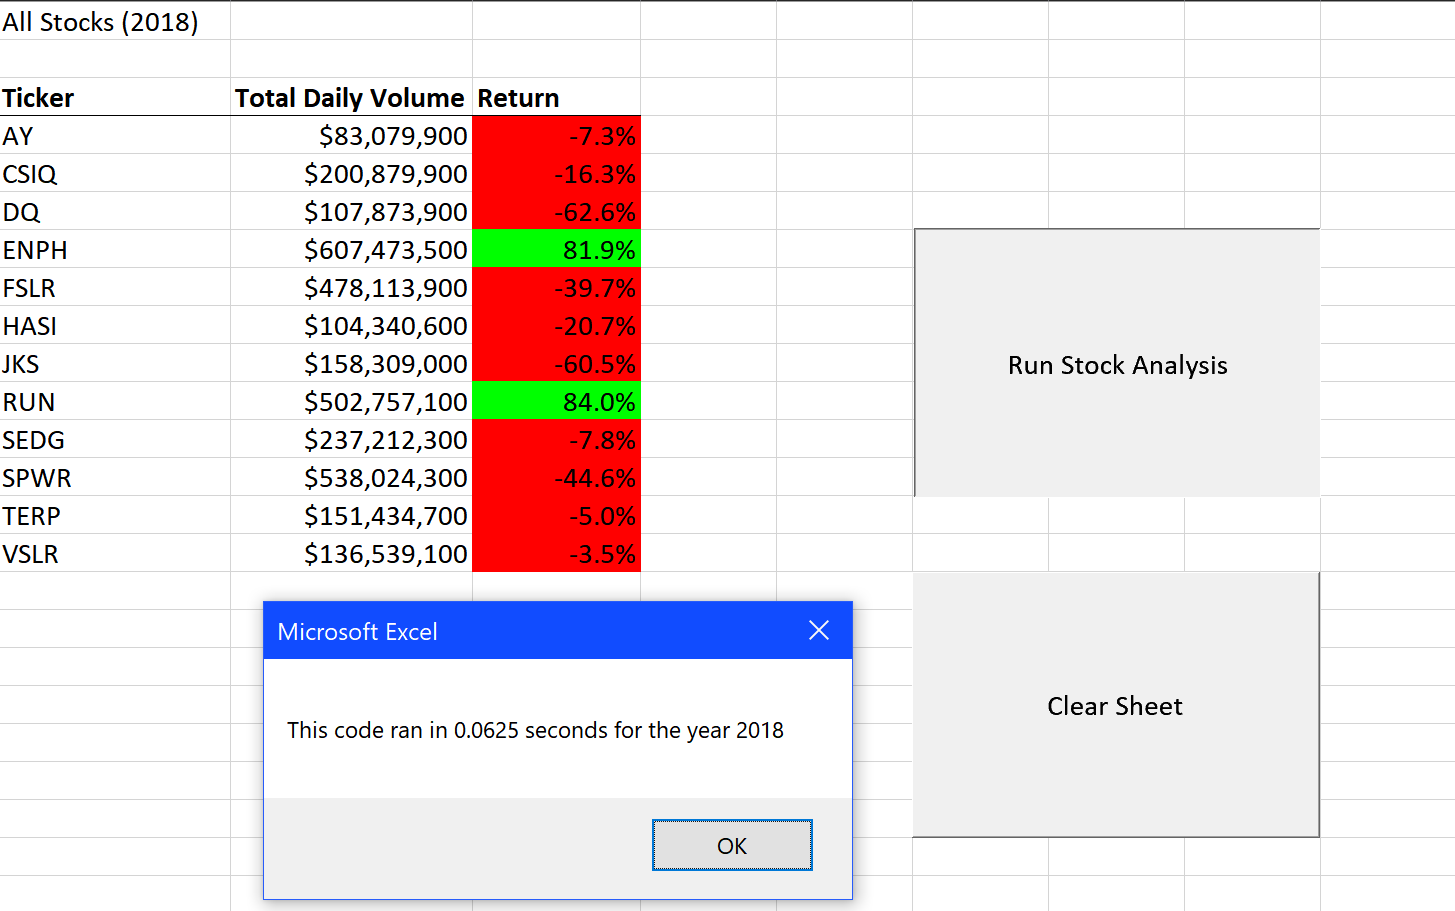 All Stocks (2018)
Ticker Total Daily Volume Return
AY $83,079,900 -7.3%
CSIQ $200,879,900 -16.3%
DQ $107,873,900 -62.6%
ENPH $607,473,500 81.9%
FSLR $478,113,900 -39.7%
HASI $104,340,600 -20.7%
JKS $158,309,000 -60.5%
RUN $502,757,100 84.0%
SEDG $237,212,300 -7.8%
SPWR $538,024,300 -44.6%
TERP $151,434,700 -5.0%
VSLR $136,539,100 -3.5%
Run Stock Analysis
Clear Sheet
Microsoft Excel
This code ran in 0.0625 seconds for the year 2018
OK